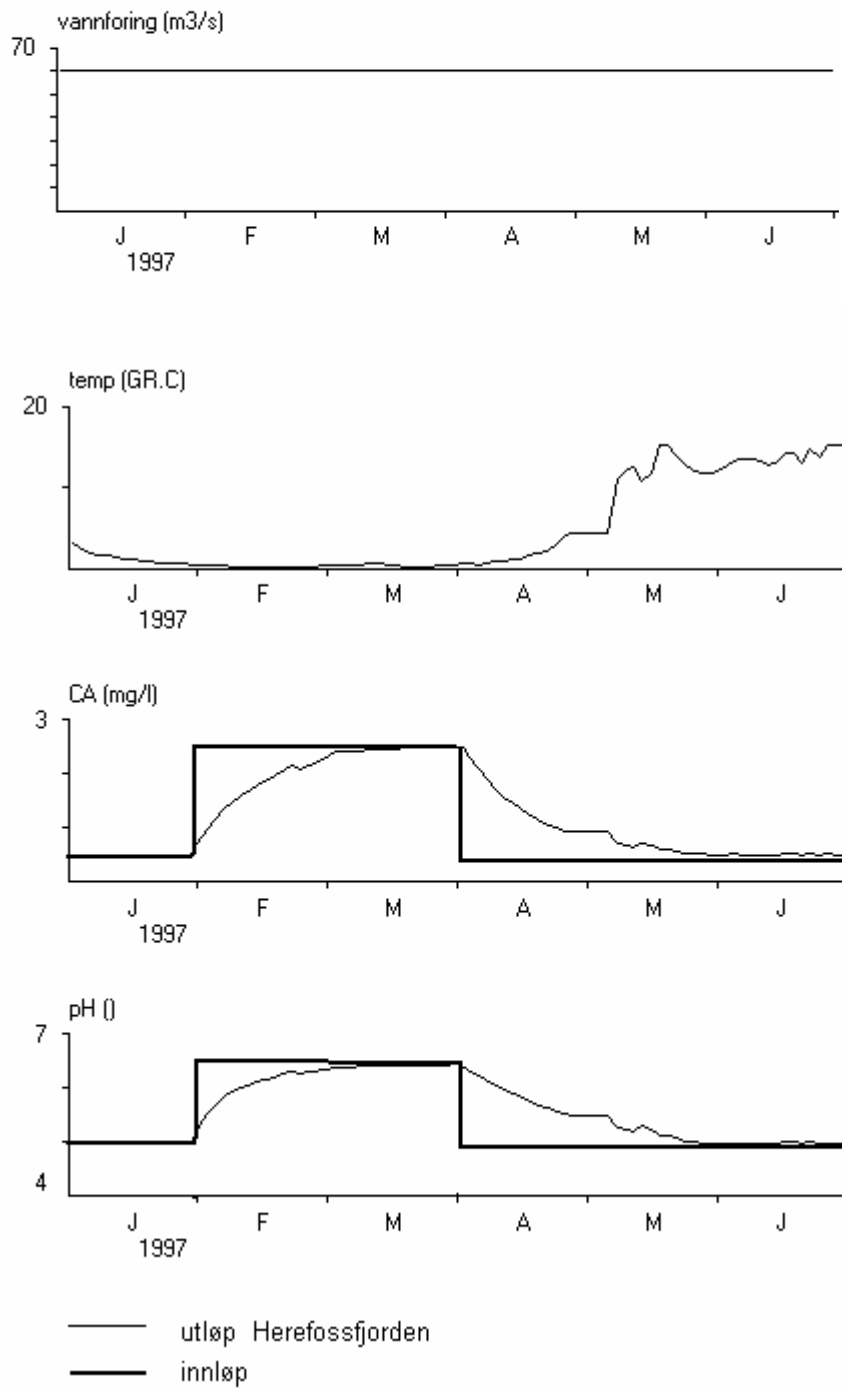 vannforing (m3/s)
70
J F M A M J
1997
temp (GR.C)
20
J F M A M J
1997
CA (mg/l)
3
J F M A M J
1997
pH ()
7
4
J F M A M J
1997
utløp Herefossfjorden
innløp